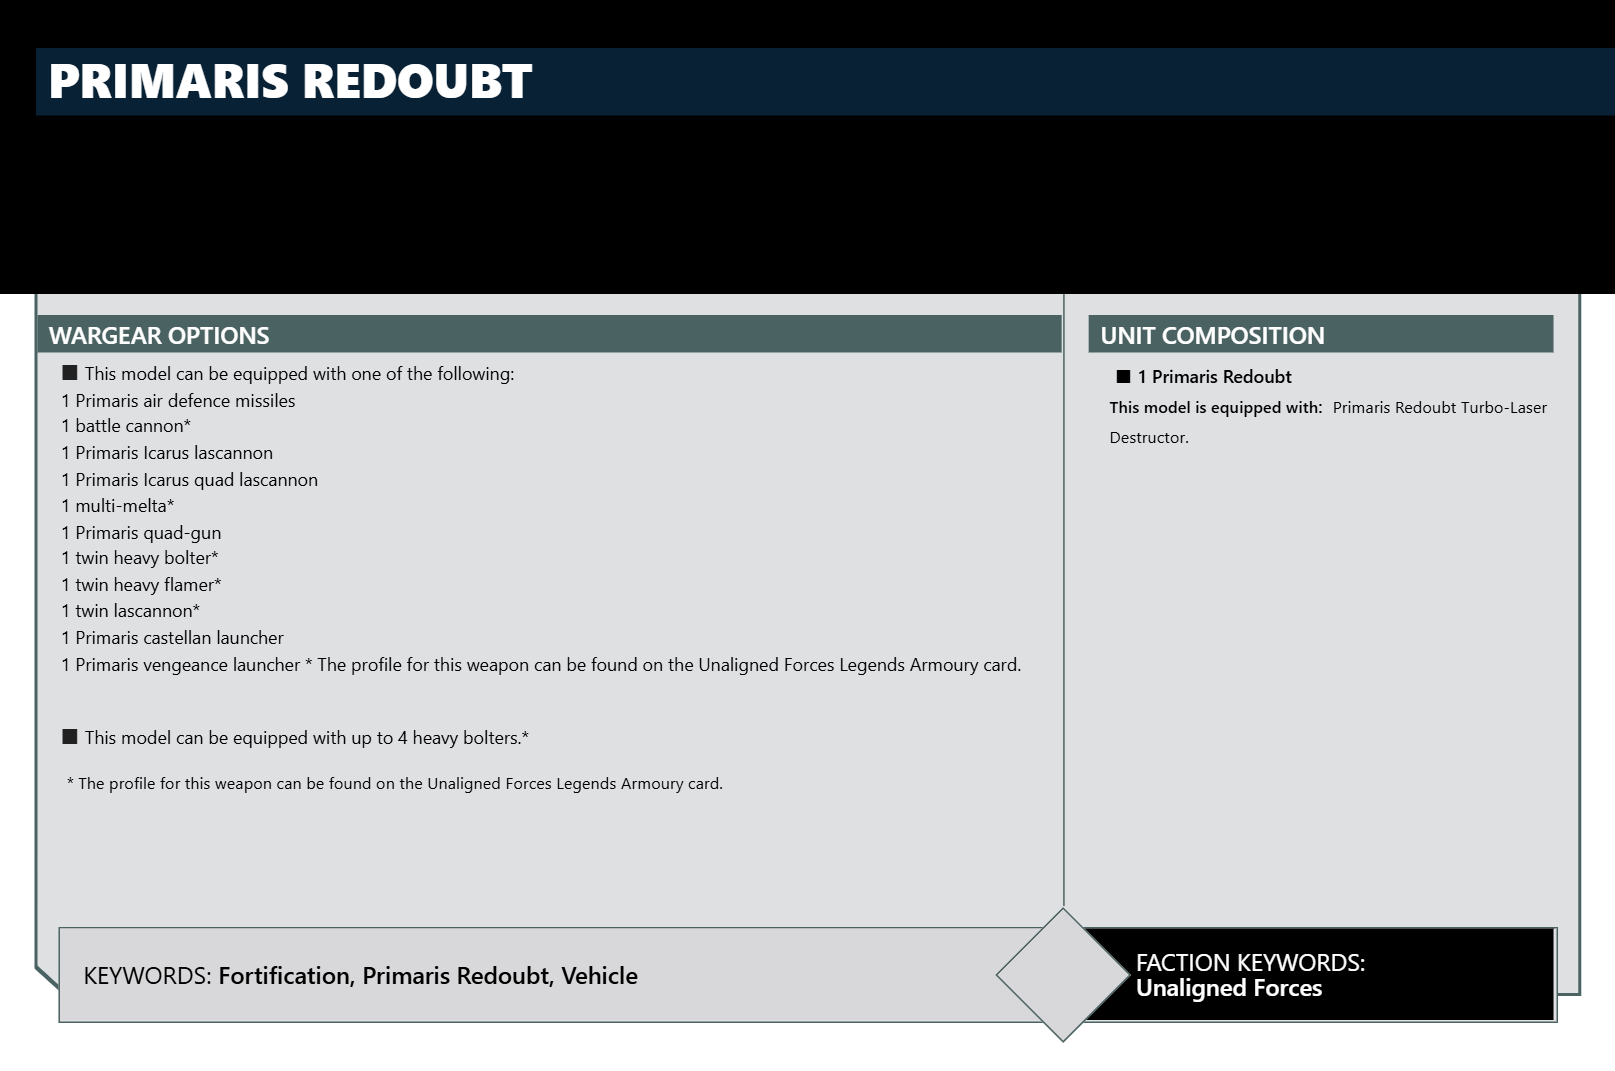 PRIMARIS REDOUBT
WARGEAR OPTIONS
■ This model can be equipped with one of the following:
1 Primaris air defence missiles
1 battle cannon*
1 Primaris Icarus lascannon
1 Primaris Icarus quad lascannon
1 multi-melta*
1 Primaris quad-gun
1 twin heavy bolter*
1 twin heavy flamer*
1 twin lascannon*
1 Primaris castellan launcher
1 Primaris vengeance launcher * The profile for this weapon can be found on the Unaligned Forces Legends Armoury card.
■ This model can be equipped with up to 4 heavy bolters.*
* The profile for this weapon can be found on the Unaligned Forces Legends Armoury card.
UNIT COMPOSITION
■ 1 Primaris Redoubt
This model is equipped with: Primaris Redoubt Turbo-Laser
Destructor.
KEYWORDS: Fortification, Primaris Redoubt, Vehicle
FACTION KEYWORDS:
Unaligned Forces